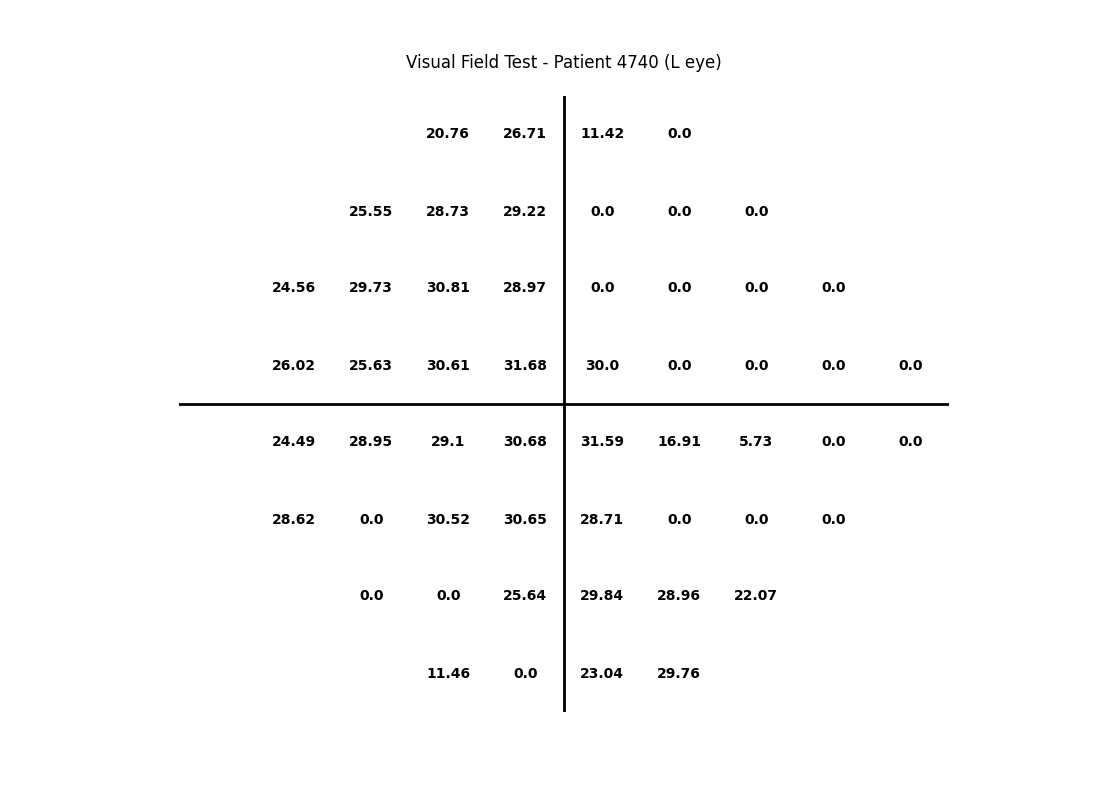 Visual Field Test - Patient 4740 (L eye)
20.76 26.71 11.42 0.0
25.55 28.73 29.22 0.0 0.0 0.0
24.56 29.73 30.81 28.97 0.0 0.0 0.0 0.0
26.02 25.63 30.61 31.68 30.0 0.0 0.0 0.0 0.0
24.49 28.95 29.1 30.68 31.59 16.91 5.73 0.0 0.0
28.62 0.0 30.52 30.65 28.71 0.0 0.0 0.0
0.0 0.0 25.64 29.84 28.96 22.07
11.46 0.0 23.04 29.76